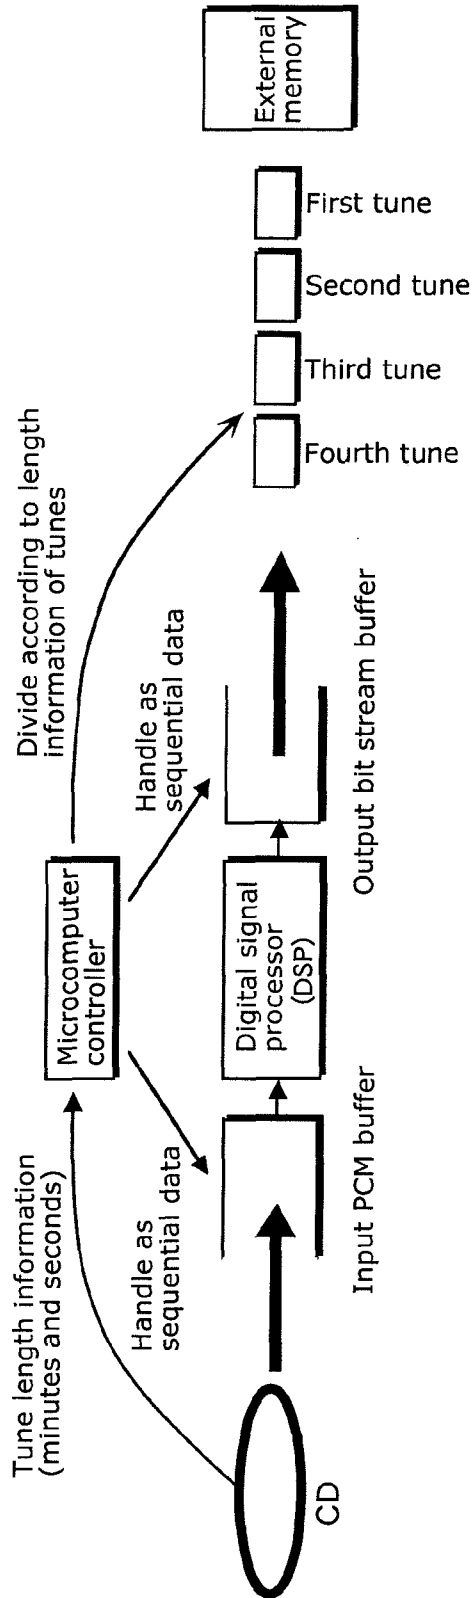 Tune length information
(minutes and seconds)
Divide according to length
information of tunes
Microcomputer
controller
Handle as
sequential data
Handle as
sequential data
CD
Input PCM buffer
Digital signal
processor
(DSP)
Output bit stream buffer
Fourth tune
Third tune
Second tune
First tune
External
memory